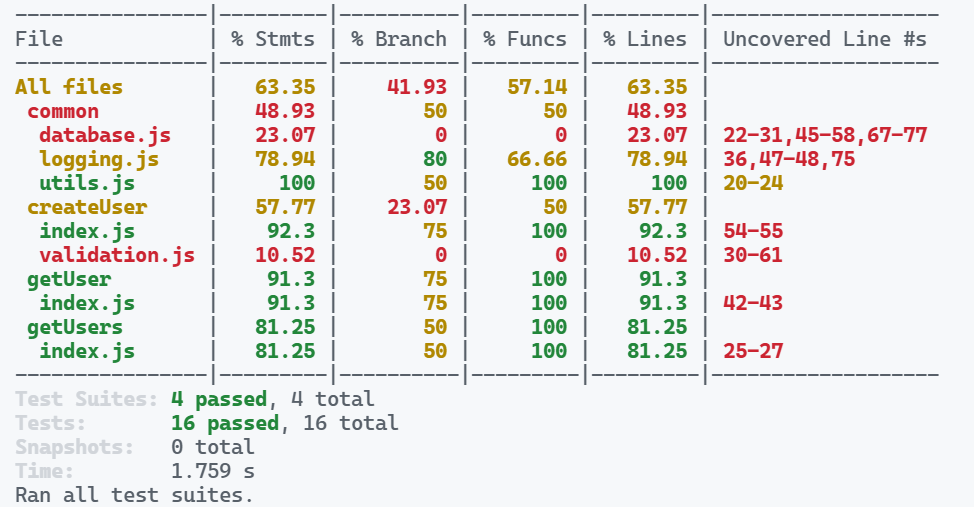 -----------------|---------|----------|---------|---------|-------------------
File             | % Stmts | % Branch | % Funcs | % Lines | Uncovered Line #s
-----------------|---------|----------|---------|---------|-------------------
All files        |   63.35 |    41.93 |   57.14 |   63.35 |
 common          |   48.93 |       50 |      50 |   48.93 |
  database.js    |   23.07 |        0 |       0 |   23.07 | 22-31,45-58,67-77
  logging.js     |   78.94 |       80 |   66.66 |   78.94 | 36,47-48,75
  utils.js       |     100 |       50 |     100 |     100 | 20-24
 createUser      |   57.77 |    23.07 |      50 |   57.77 |
  index.js       |    92.3 |       75 |     100 |    92.3 | 54-55
  validation.js  |   10.52 |        0 |       0 |   10.52 | 30-61
 getUser         |    91.3 |       75 |     100 |    91.3 |
  index.js       |    91.3 |       75 |     100 |    91.3 | 42-43
 getUsers        |   81.25 |       50 |     100 |   81.25 |
  index.js       |   81.25 |       50 |     100 |   81.25 | 25-27
-----------------|---------|----------|---------|---------|-------------------
Test Suites: 4 passed, 4 total
Tests:       16 passed, 16 total
Snapshots:   0 total
Time:        1.759 s
Ran all test suites.